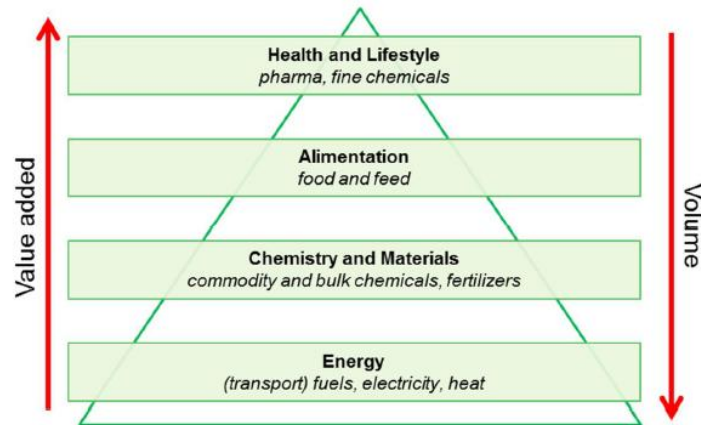 Health and Lifestyle
pharma, fine chemicals
Alimentation
food and feed
Chemistry and Materials
commodity and bulk chemicals, fertilizers
Energy
(transport) fuels, electricity, heat
Value added
Volume